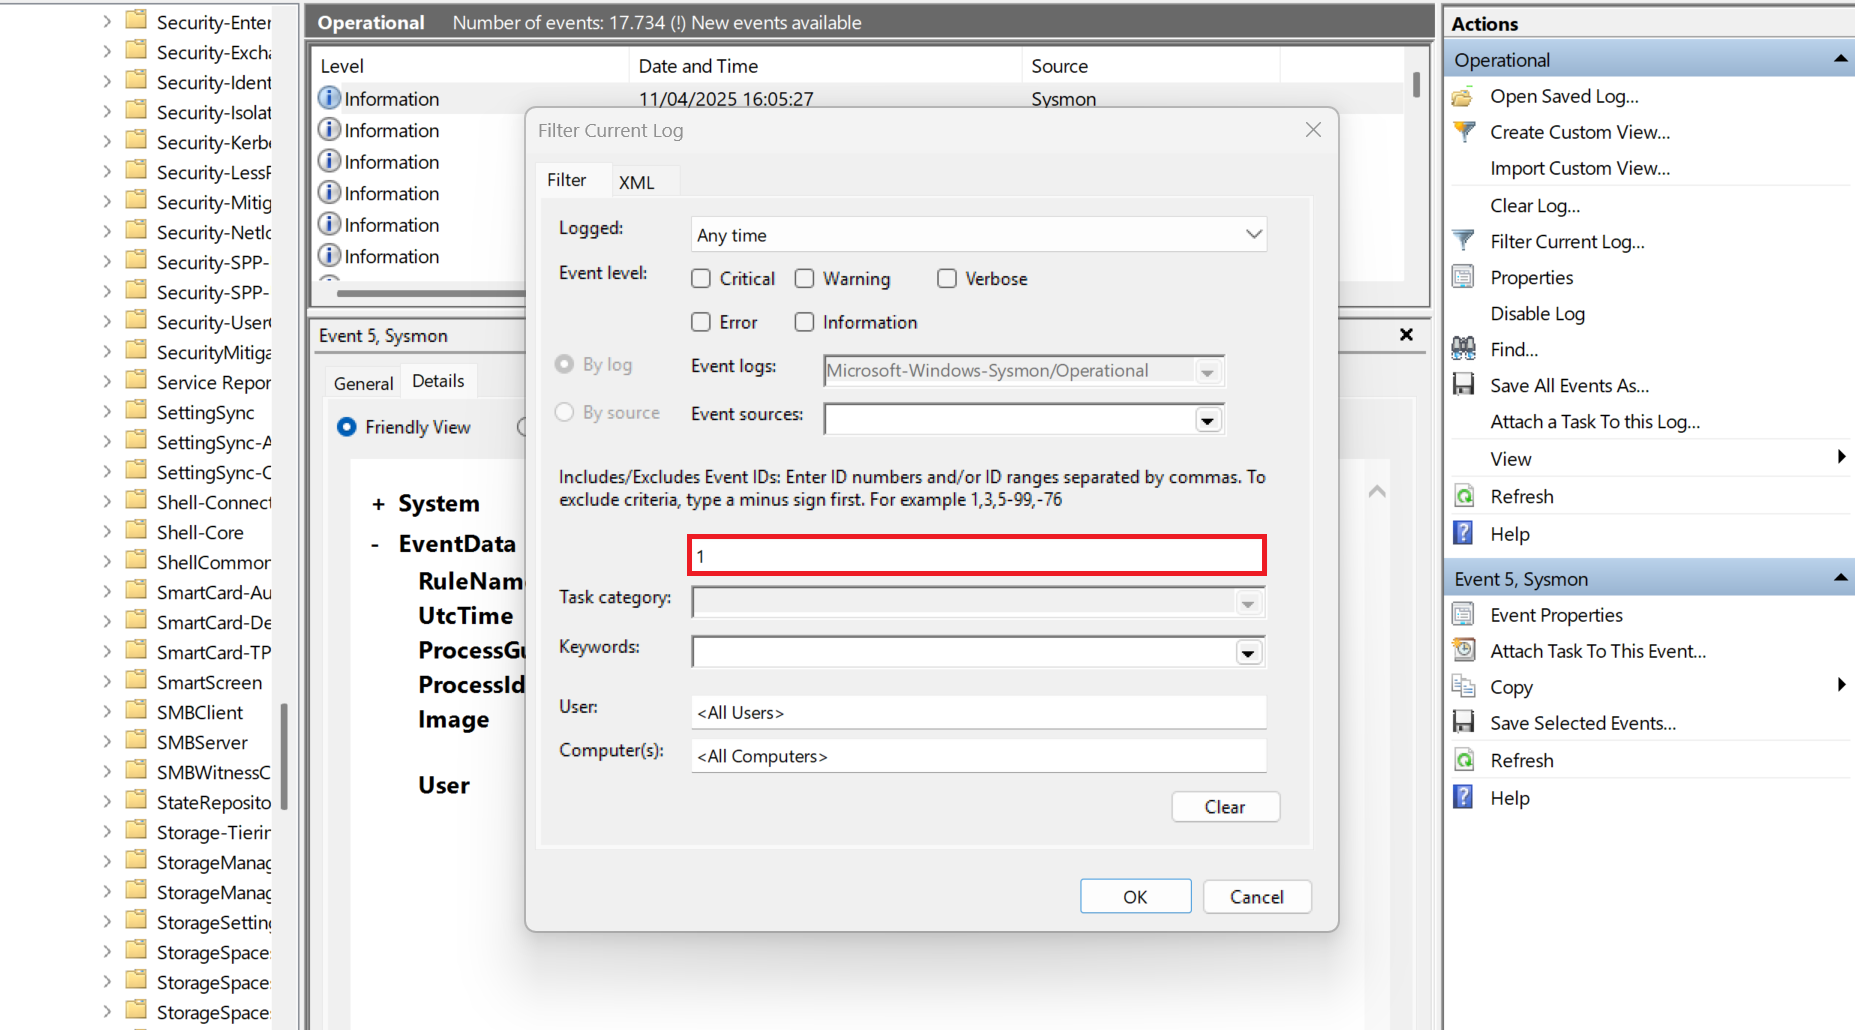 Security-Enter
Security-Excha
Security-Ident
Security-Isolat
Security-Kerbe
Security-LessP
Security-Mitig
Security-Netlo
Security-SPP-
Security-SPP-
Security-User
SecurityMitiga
Service Repor
SettingSync
SettingSync-A
SettingSync-C
Shell-Connect
Shell-Core
ShellCommon
SmartCard-Au
SmartCard-De
SmartCard-TP
SmartScreen
SMBClient
SMBServer
SMBWitnessC
StateReposito
Storage-Tierin
StorageManag
StorageManag
StorageSetting
StorageSpace
StorageSpace
StorageSpace
Operational Number of events: 17.734 (!) New events available
Level Date and Time Source
Information 11/04/2025 16:05:27 Sysmon
Information
Information
Information
Information
Information
Event 5, Sysmon
General Details
Friendly View
+ System
- EventData
RuleName
UtcTime
ProcessGu
ProcessId
Image
User
Filter Current Log
Filter XML
Logged: Any time
Event level: Critical Warning Verbose
Error Information
By log Event logs: Microsoft-Windows-Sysmon/Operational
By source Event sources:
Includes/Excludes Event IDs: Enter ID numbers and/or ID ranges separated by commas. To
exclude criteria, type a minus sign first. For example 1,3,5-99,-76
1
Task category:
Keywords:
User: <All Users>
Computer(s): <All Computers>
Clear
OK Cancel
Actions
Operational
Open Saved Log...
Create Custom View...
Import Custom View...
Clear Log...
Filter Current Log...
Properties
Disable Log
Find...
Save All Events As...
Attach a Task To this Log...
View
Refresh
Help
Event 5, Sysmon
Event Properties
Attach Task To This Event...
Copy
Save Selected Events...
Refresh
Help